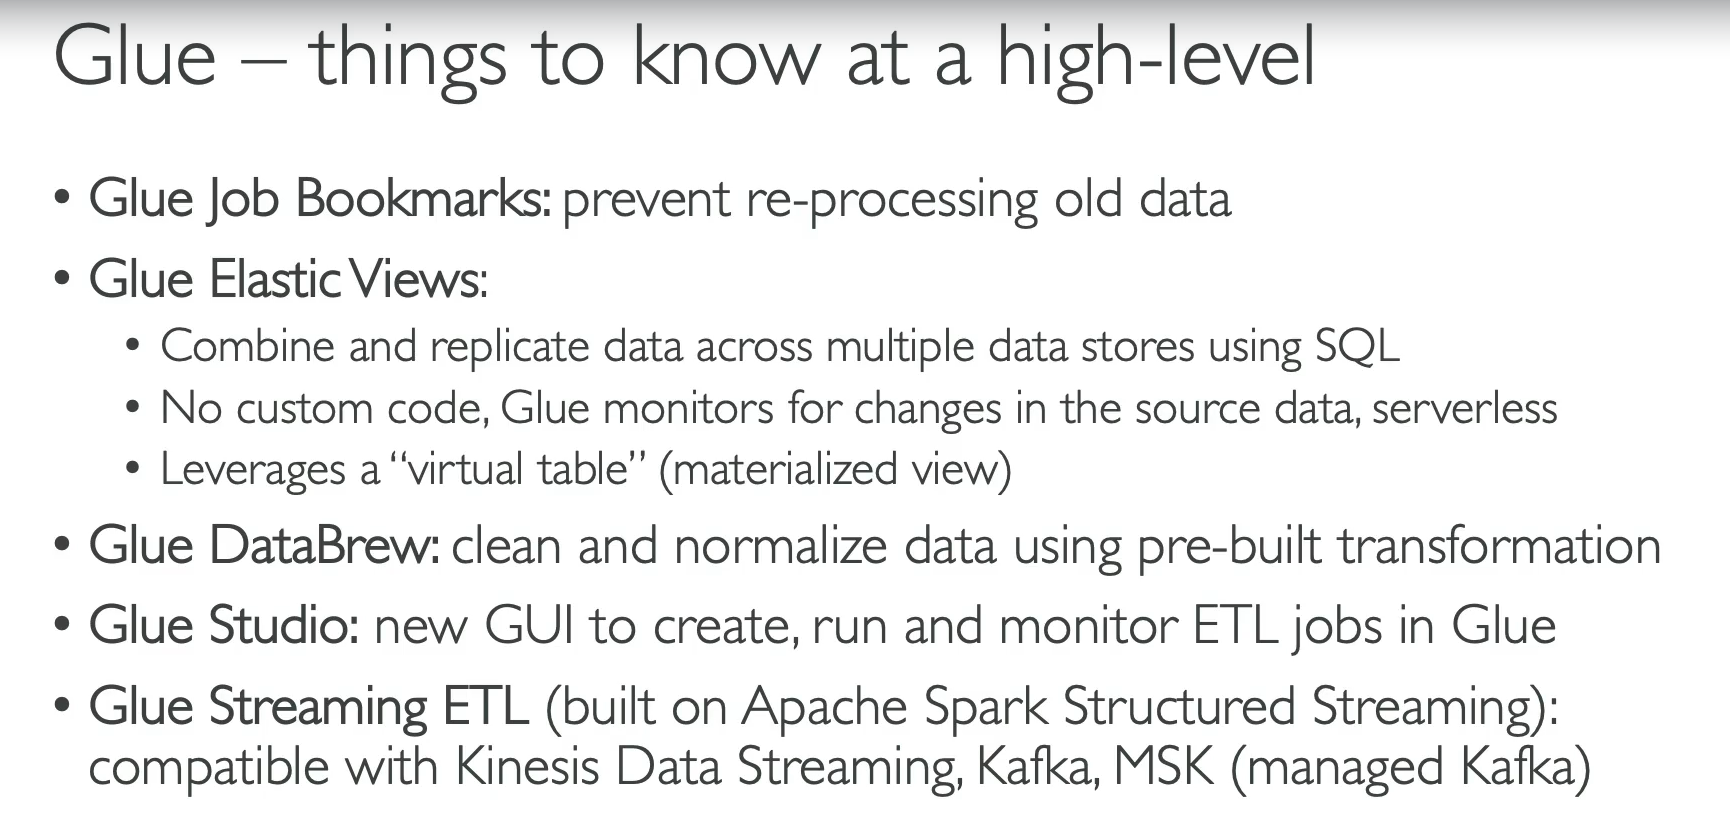 Glue – things to know at a high-level
• Glue Job Bookmarks: prevent re-processing old data
• Glue Elastic Views:
• Combine and replicate data across multiple data stores using SQL
• No custom code, Glue monitors for changes in the source data, serverless
• Leverages a “virtual table” (materialized view)
• Glue DataBrew: clean and normalize data using pre-built transformation
• Glue Studio: new GUI to create, run and monitor ETL jobs in Glue
• Glue Streaming ETL (built on Apache Spark Structured Streaming):
compatible with Kinesis Data Streaming, Kafka, MSK (managed Kafka)